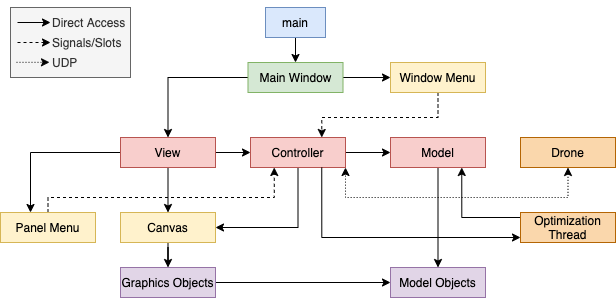 Direct Access
Signals/Slots
UDP
main
Main Window
Window Menu
View
Controller
Model
Drone
Panel Menu
Canvas
Optimization
Thread
Graphics Objects
Model Objects